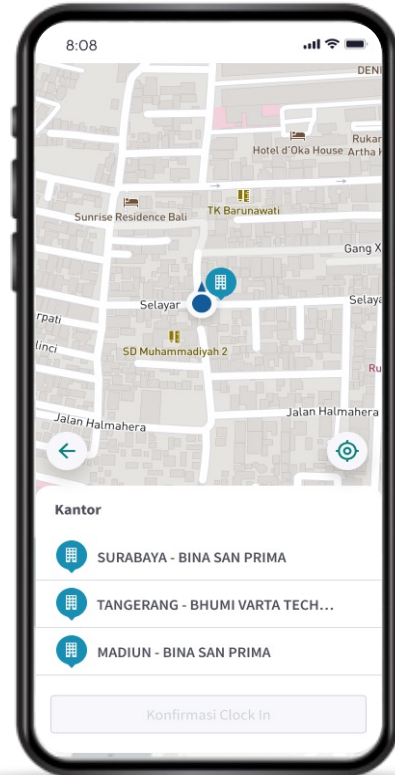 8:08
DENI
Hotel d'Oka House
Rukan
Artha K
Sunrise Residence Bali
TK Barunawati
Gang X
Selayar
Selaya
rpati
linci
SD Muhammadiyah 2
Ru
Jalan Halmahera
Jalan Halmahera
Kantor
SURABAYA - BINA SAN PRIMA
TANGERANG - BHUMI VARTA TECH...
MADIUN - BINA SAN PRIMA
Konfirmasi Clock In